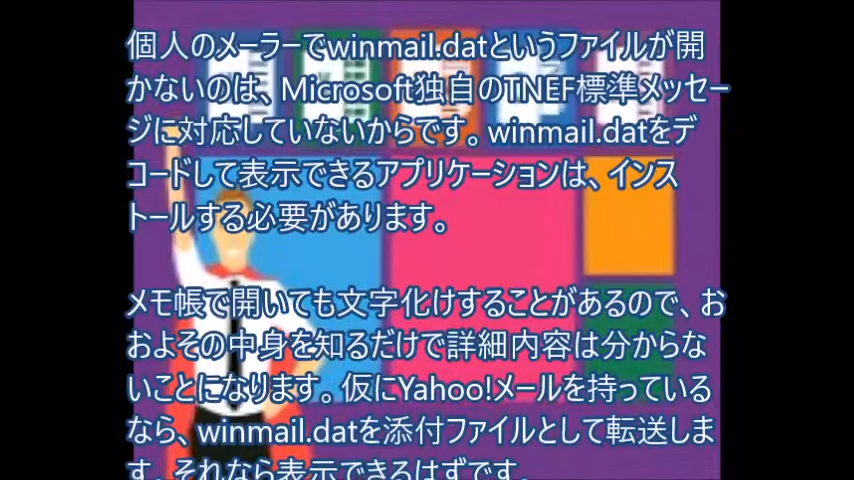 個人のメーラーでwinmail.datというファイルが開
かないのは、Microsoft独自のTNEF標準メッセー
ジに対応していないからです。winmail.datをデ
コードして表示できるアプリケーションは、インス
トールする必要があります。
メモ帳で開いても文字化けすることがあるので、お
およその中身を知るだけで詳細内容は分からな
いことになります。仮にYahoo!メールを持っている
なら、winmail.datを添付ファイルとして転送しま
す。それなら表示できるはずです。